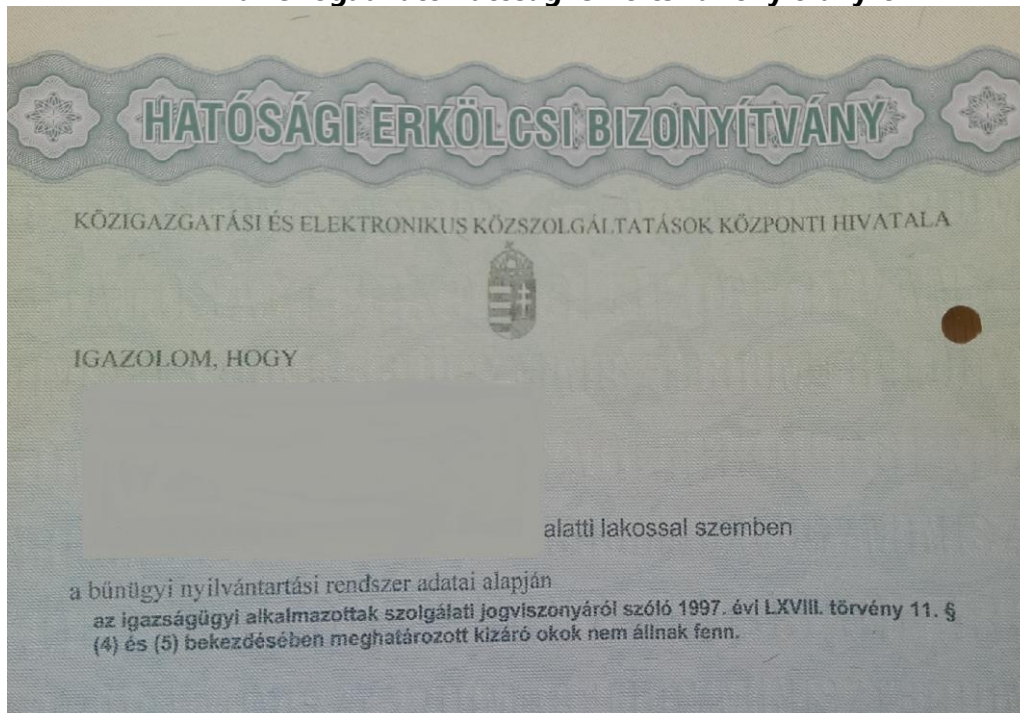 HATÓSÁGI ERKÖLCSI BIZONYÍTVÁNY
KÖZIGAZGATÁSI ÉS ELEKTRONIKUS KÖZSZOLGÁLTATÁSOK KÖZPONTI HIVATALA
IGAZOLOM, HOGY
alatti lakossal szemben
a bűnügyi nyilvántartási rendszer adatai alapján
az igazságügyi alkalmazottak szolgálati jogviszonyáról szóló 1997. évi LXVIII. törvény 11. §
(4) és (5) bekezdésében meghatározott kizáró okok nem állnak fenn.